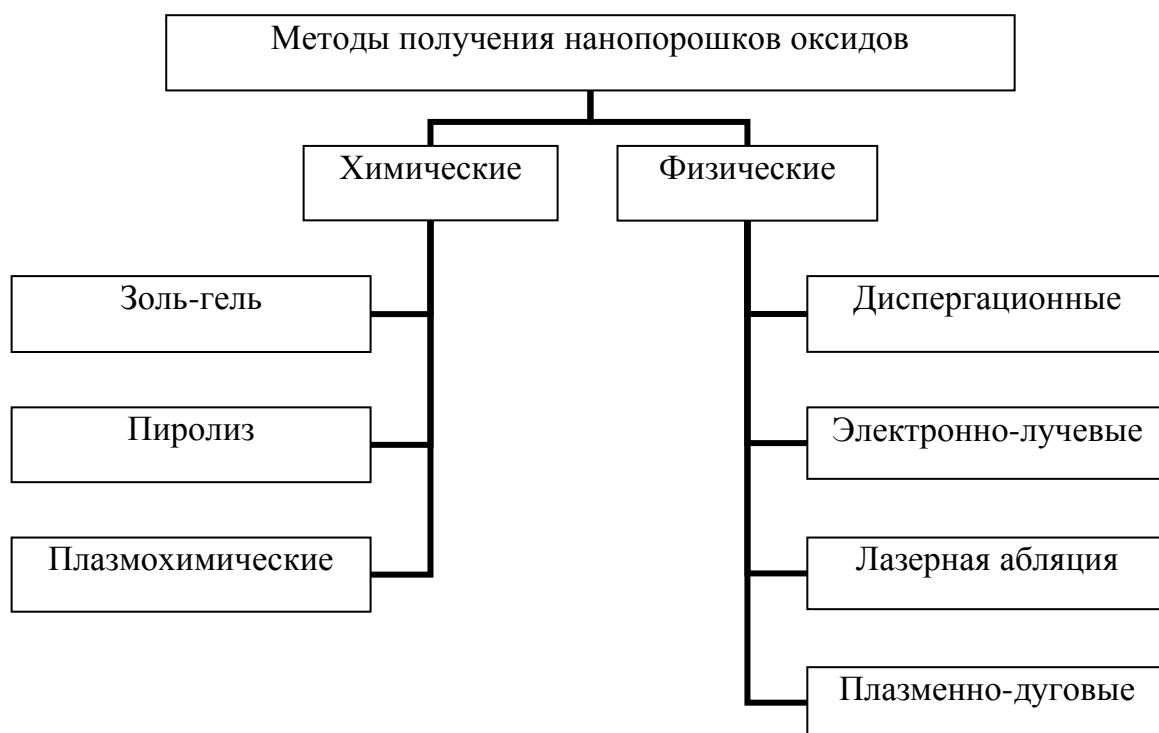 Методы получения нанопорошков оксидов
Химические
Физические
Золь-гель
Пиролиз
Плазмохимические
Диспергационные
Электронно-лучевые
Лазерная абляция
Плазменно-дуговые